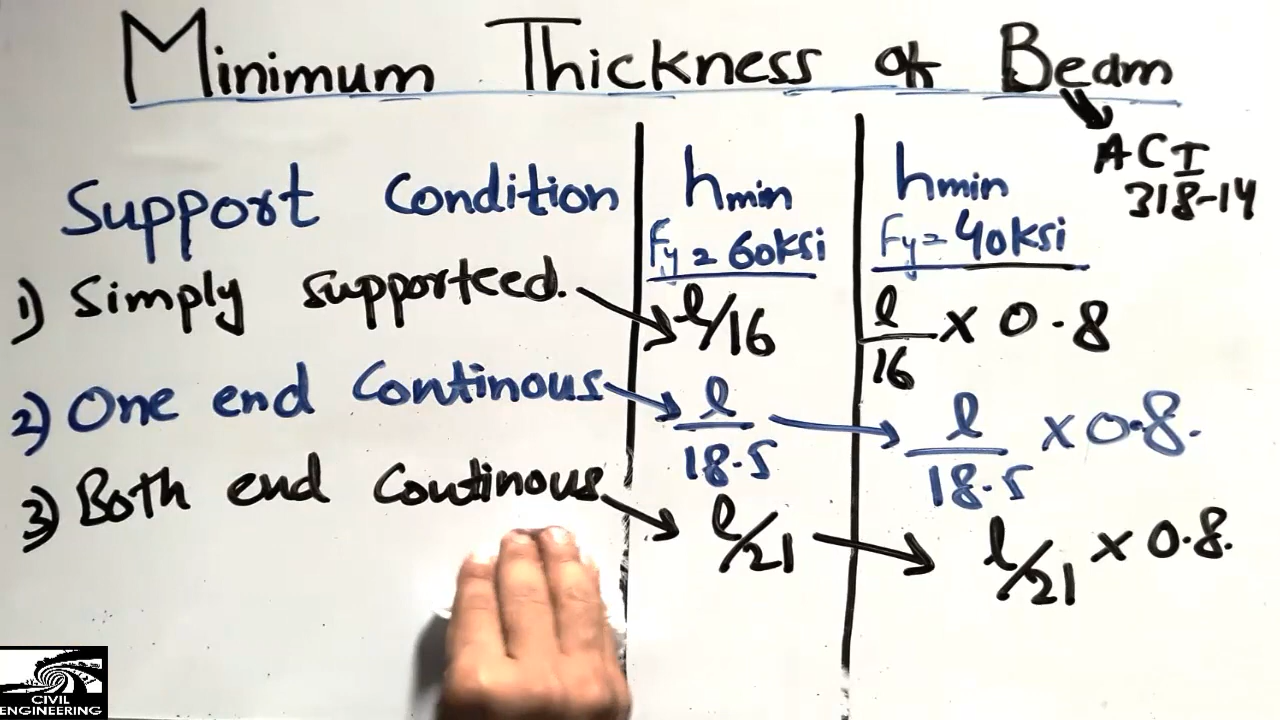 Minimum Thickness of Beam
ACI
318-14
Support Condition
hmin
Fy = 60ksi
hmin
Fy = 40ksi
1) Simply supporteed. l/16 l/16 x 0.8
2) One end Continous l/18.5 l/18.5 x 0.8.
3) Both end Continous l/21 l/21 x 0.8.
CIVIL
ENGINEERING